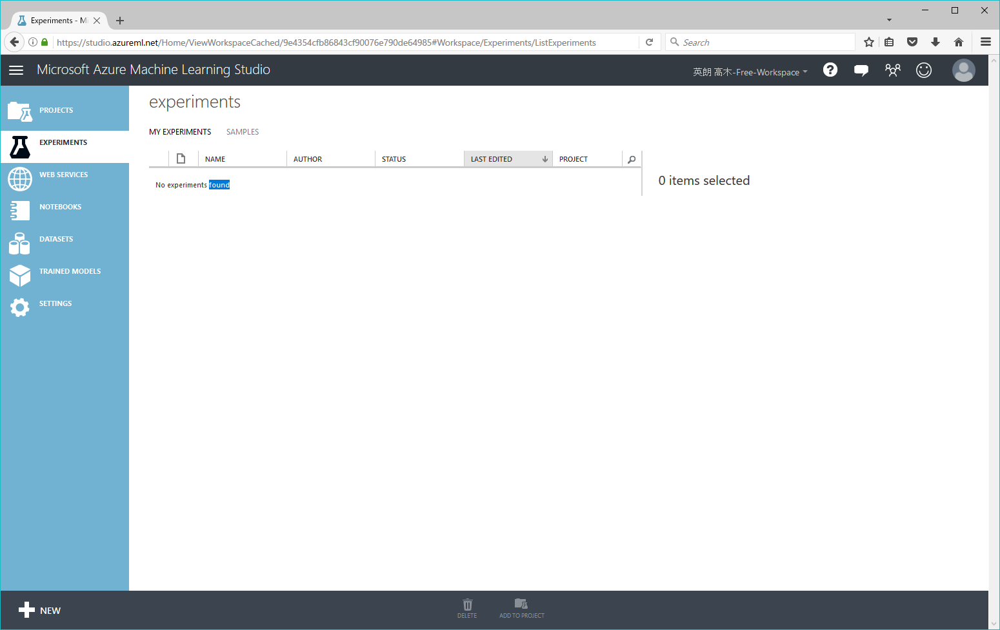 Experiments - Mi
https://studio.azureml.net/Home/ViewWorkspaceCached/9e4354cfb86843cf90076e790de64985#Workspace/Experiments/ListExperiments
Search
Microsoft Azure Machine Learning Studio
英朗 高木-Free-Workspace
PROJECTS
EXPERIMENTS
WEB SERVICES
NOTEBOOKS
DATASETS
TRAINED MODELS
SETTINGS
experiments
MY EXPERIMENTS SAMPLES
NAME AUTHOR STATUS LAST EDITED PROJECT
No experiments found
0 items selected
NEW
DELETE
ADD TO PROJECT